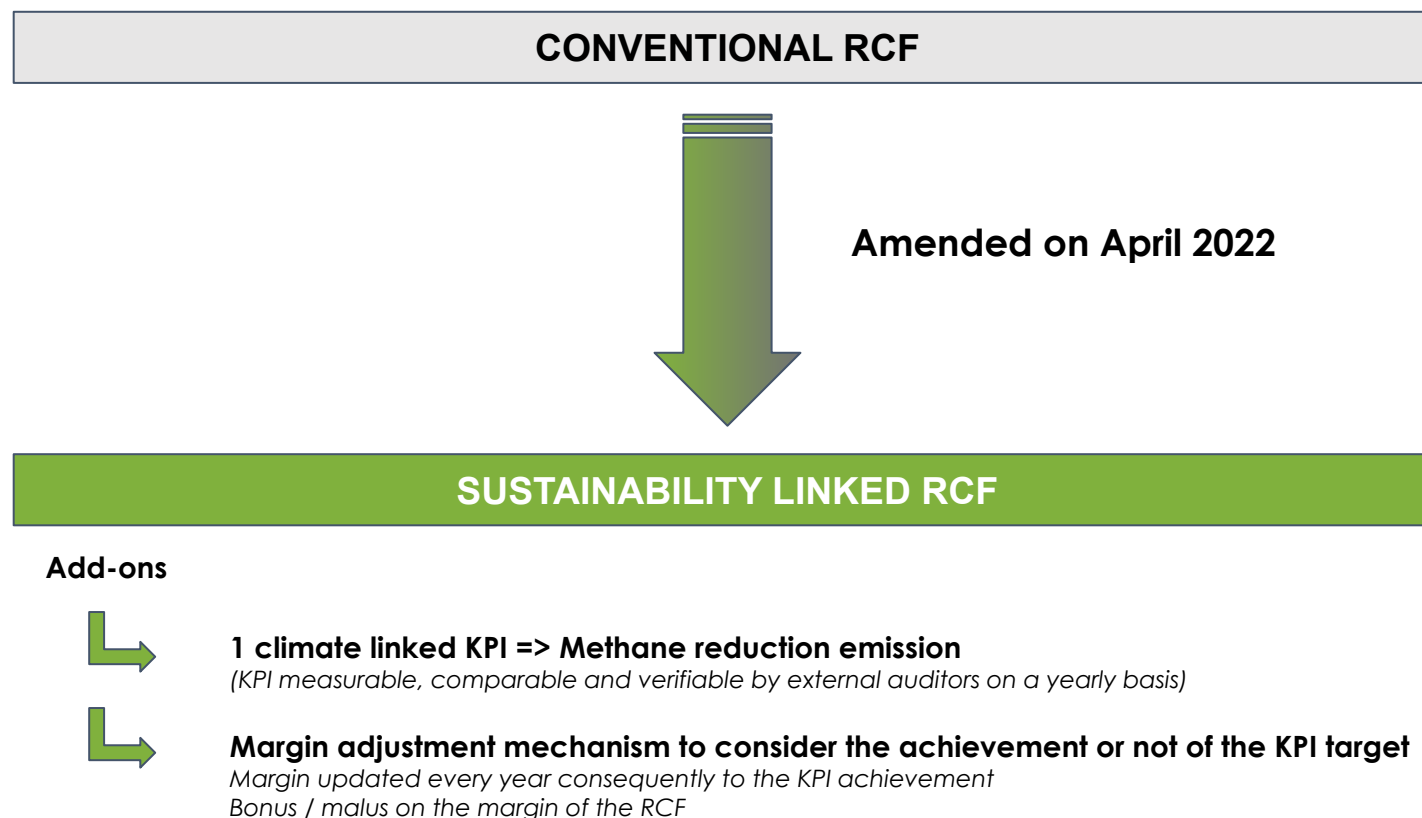 CONVENTIONAL RCF
Amended on April 2022
SUSTAINABILITY LINKED RCF
Add-ons
1 climate linked KPI => Methane reduction emission
(KPI measurable, comparable and verifiable by external auditors on a yearly basis)
Margin adjustment mechanism to consider the achievement or not of the KPI target
Margin updated every year consequently to the KPI achievement
Bonus / malus on the margin of the RCF